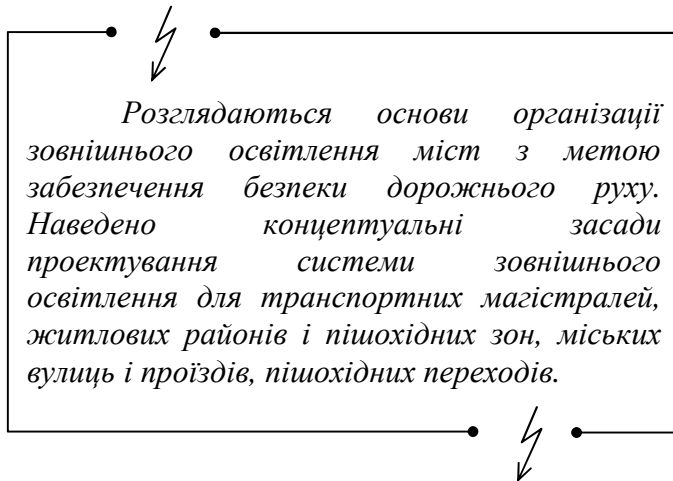 Розглядаються основи організації
зовнішнього освітлення міст з метою
забезпечення безпеки дорожнього руху.
Наведено концептуальні засади
проектування системи зовнішнього
освітлення для транспортних магістралей,
житлових районів і пішохідних зон, міських
вулиць і проїздів, пішохідних переходів.